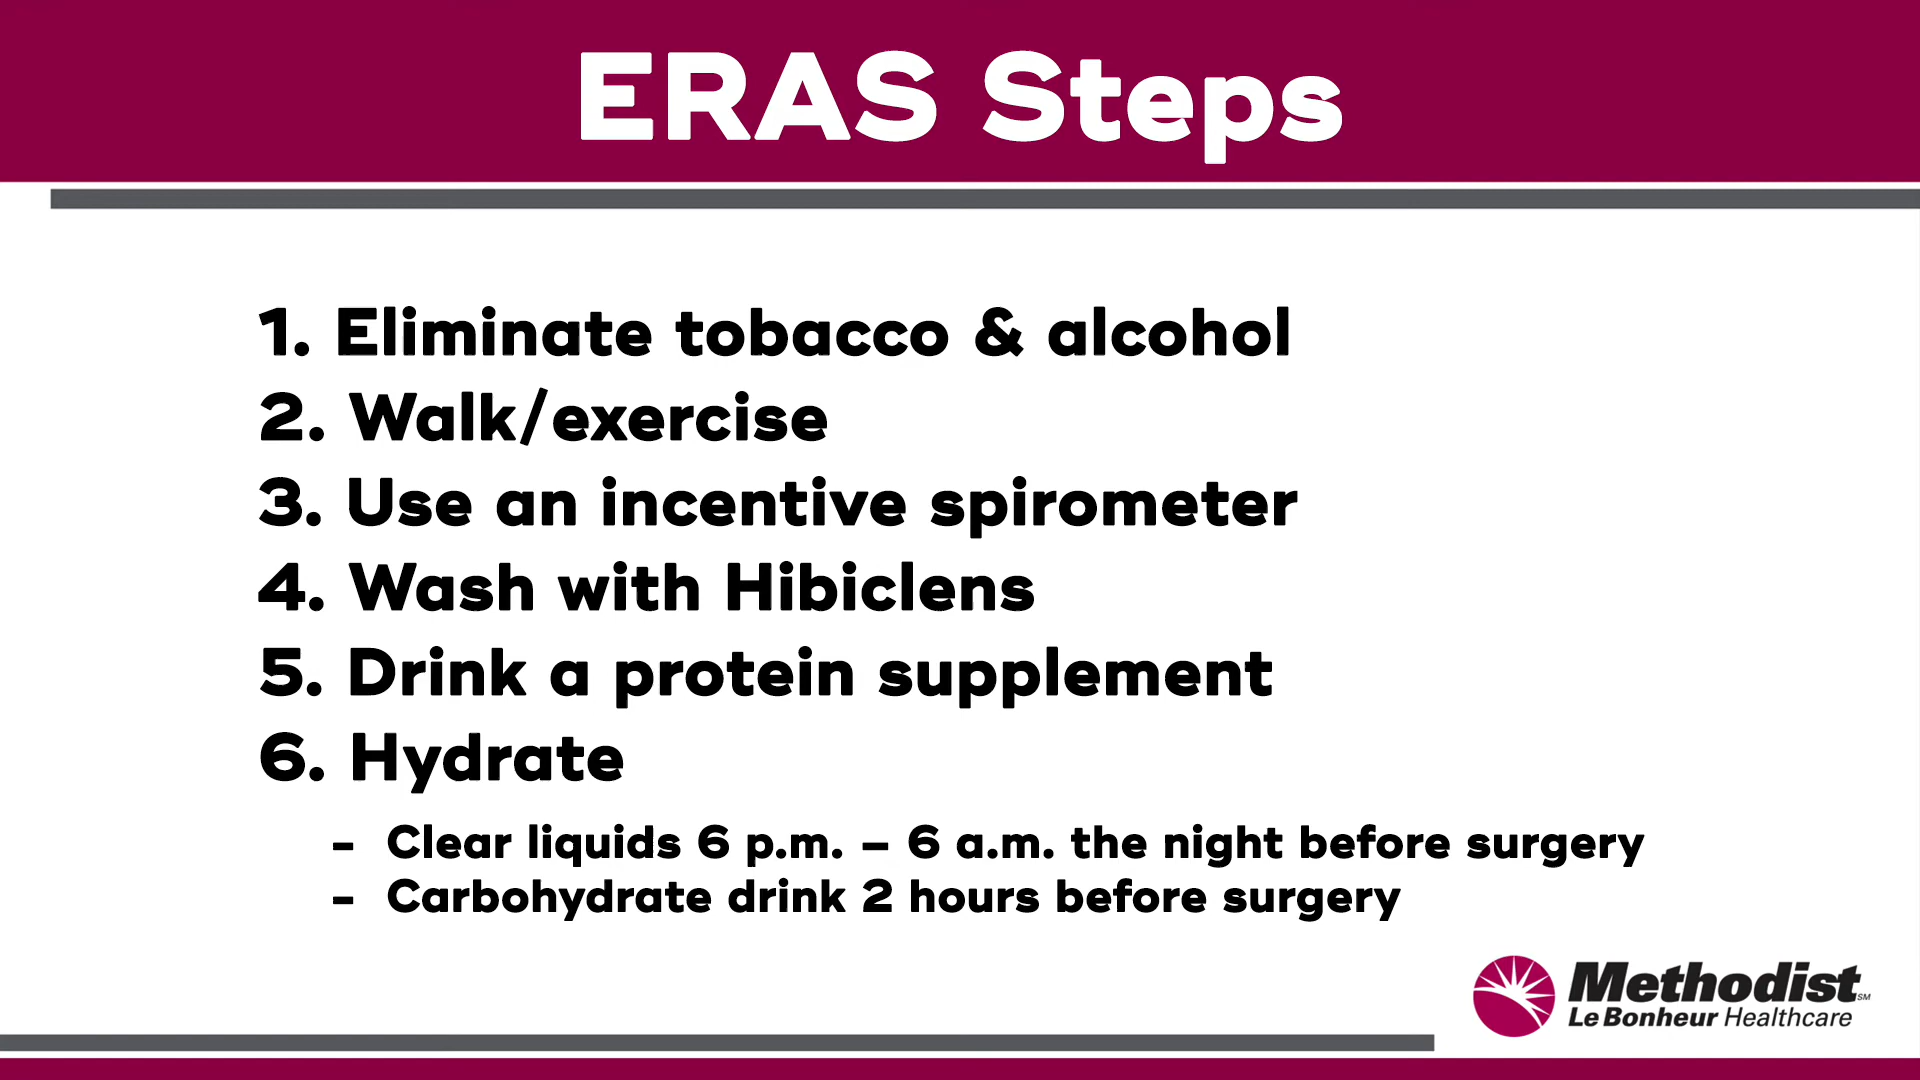 ERAS Steps
1. Eliminate tobacco & alcohol
2. Walk/exercise
3. Use an incentive spirometer
4. Wash with Hibiclens
5. Drink a protein supplement
6. Hydrate
- Clear liquids 6 p.m. – 6 a.m. the night before surgery
- Carbohydrate drink 2 hours before surgery
Methodist SM
Le Bonheur Healthcare